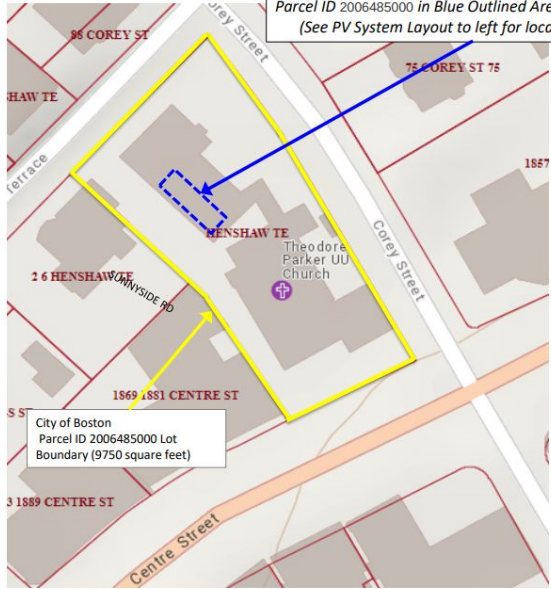 Parcel ID 2006485000 in Blue Outlined Are
(See PV System Layout to left for loca
orey Street
88 COREY ST
75 COREY ST 75
SHAW TE
1857
Terrace
HENSHAW TE
Theodore
Parker UU
Church
Corey Street
2 6 HENSHAW TE
SUNNYSIDE RD
1869 1881 CENTRE ST
S ST
City of Boston
Parcel ID 2006485000 Lot
Boundary (9750 square feet)
3 1889 CENTRE ST
Centre Street